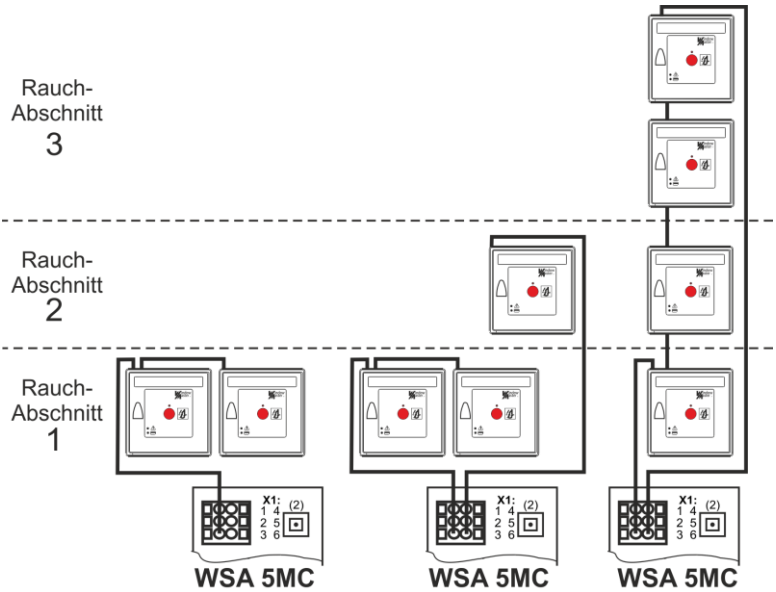 Rauch-
Abschnitt
3
Rauch-
Abschnitt
2
Rauch-
Abschnitt
1
X1:
1 4
2 5
3 6
(2)
WSA 5MC
X1:
1 4
2 5
3 6
(2)
WSA 5MC
X1:
1 4
2 5
3 6
(2)
WSA 5MC